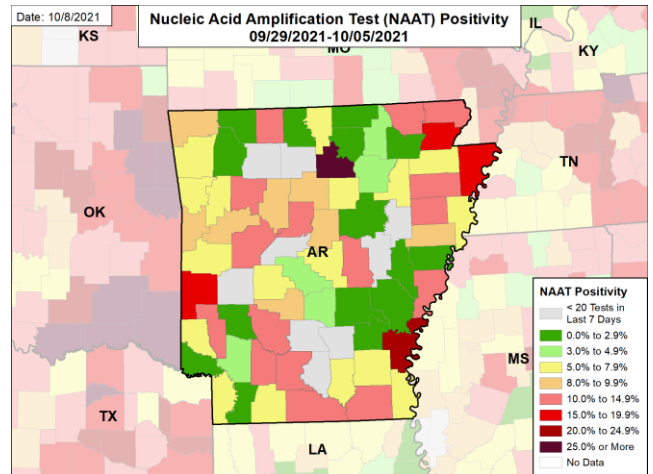 Date: 10/8/2021
Nucleic Acid Amplification Test (NAAT) Positivity
09/29/2021-10/05/2021
KS
MO
IL
KY
OK
AR
TN
TX
LA
MS
NAAT Positivity
< 20 Tests in
Last 7 Days
0.0% to 2.9%
3.0% to 4.9%
5.0% to 7.9%
8.0% to 9.9%
10.0% to 14.9%
15.0% to 19.9%
20.0% to 24.9%
25.0% or More
No Data